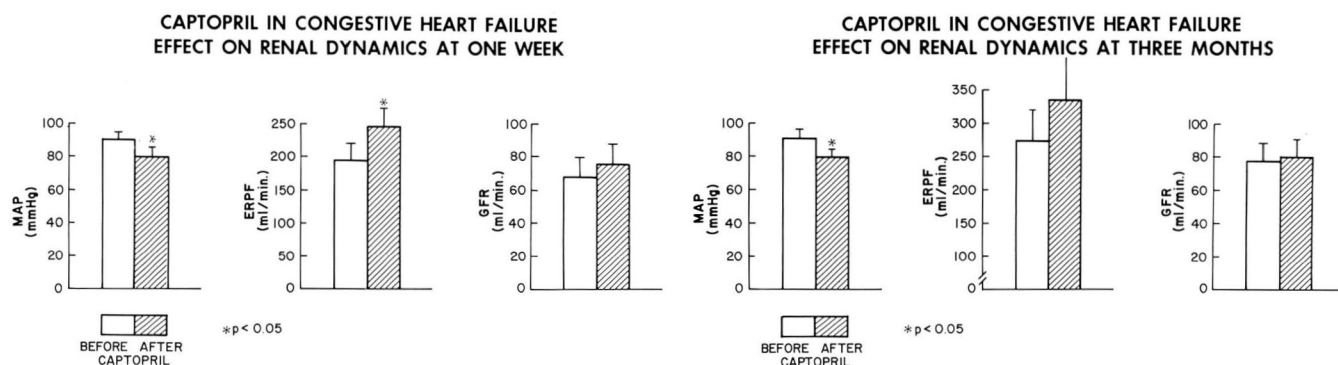 CAPTOPRIL IN CONGESTIVE HEART FAILURE
EFFECT ON RENAL DYNAMICS AT ONE WEEK
MAP
(mmHg)
100
80
60
40
20
0
*
ERPF
(ml/min.)
250
200
150
100
50
0
*
GFR
(ml/min.)
100
80
60
40
20
0
BEFORE AFTER
CAPTOPRIL
*p < 0.05
CAPTOPRIL IN CONGESTIVE HEART FAILURE
EFFECT ON RENAL DYNAMICS AT THREE MONTHS
MAP
(mmHg)
100
80
60
40
20
0
*
ERPF
(ml/min.)
350
300
250
200
150
100
0
GFR
(ml/min.)
100
80
60
40
20
0
BEFORE AFTER
CAPTOPRIL
*p < 0.05